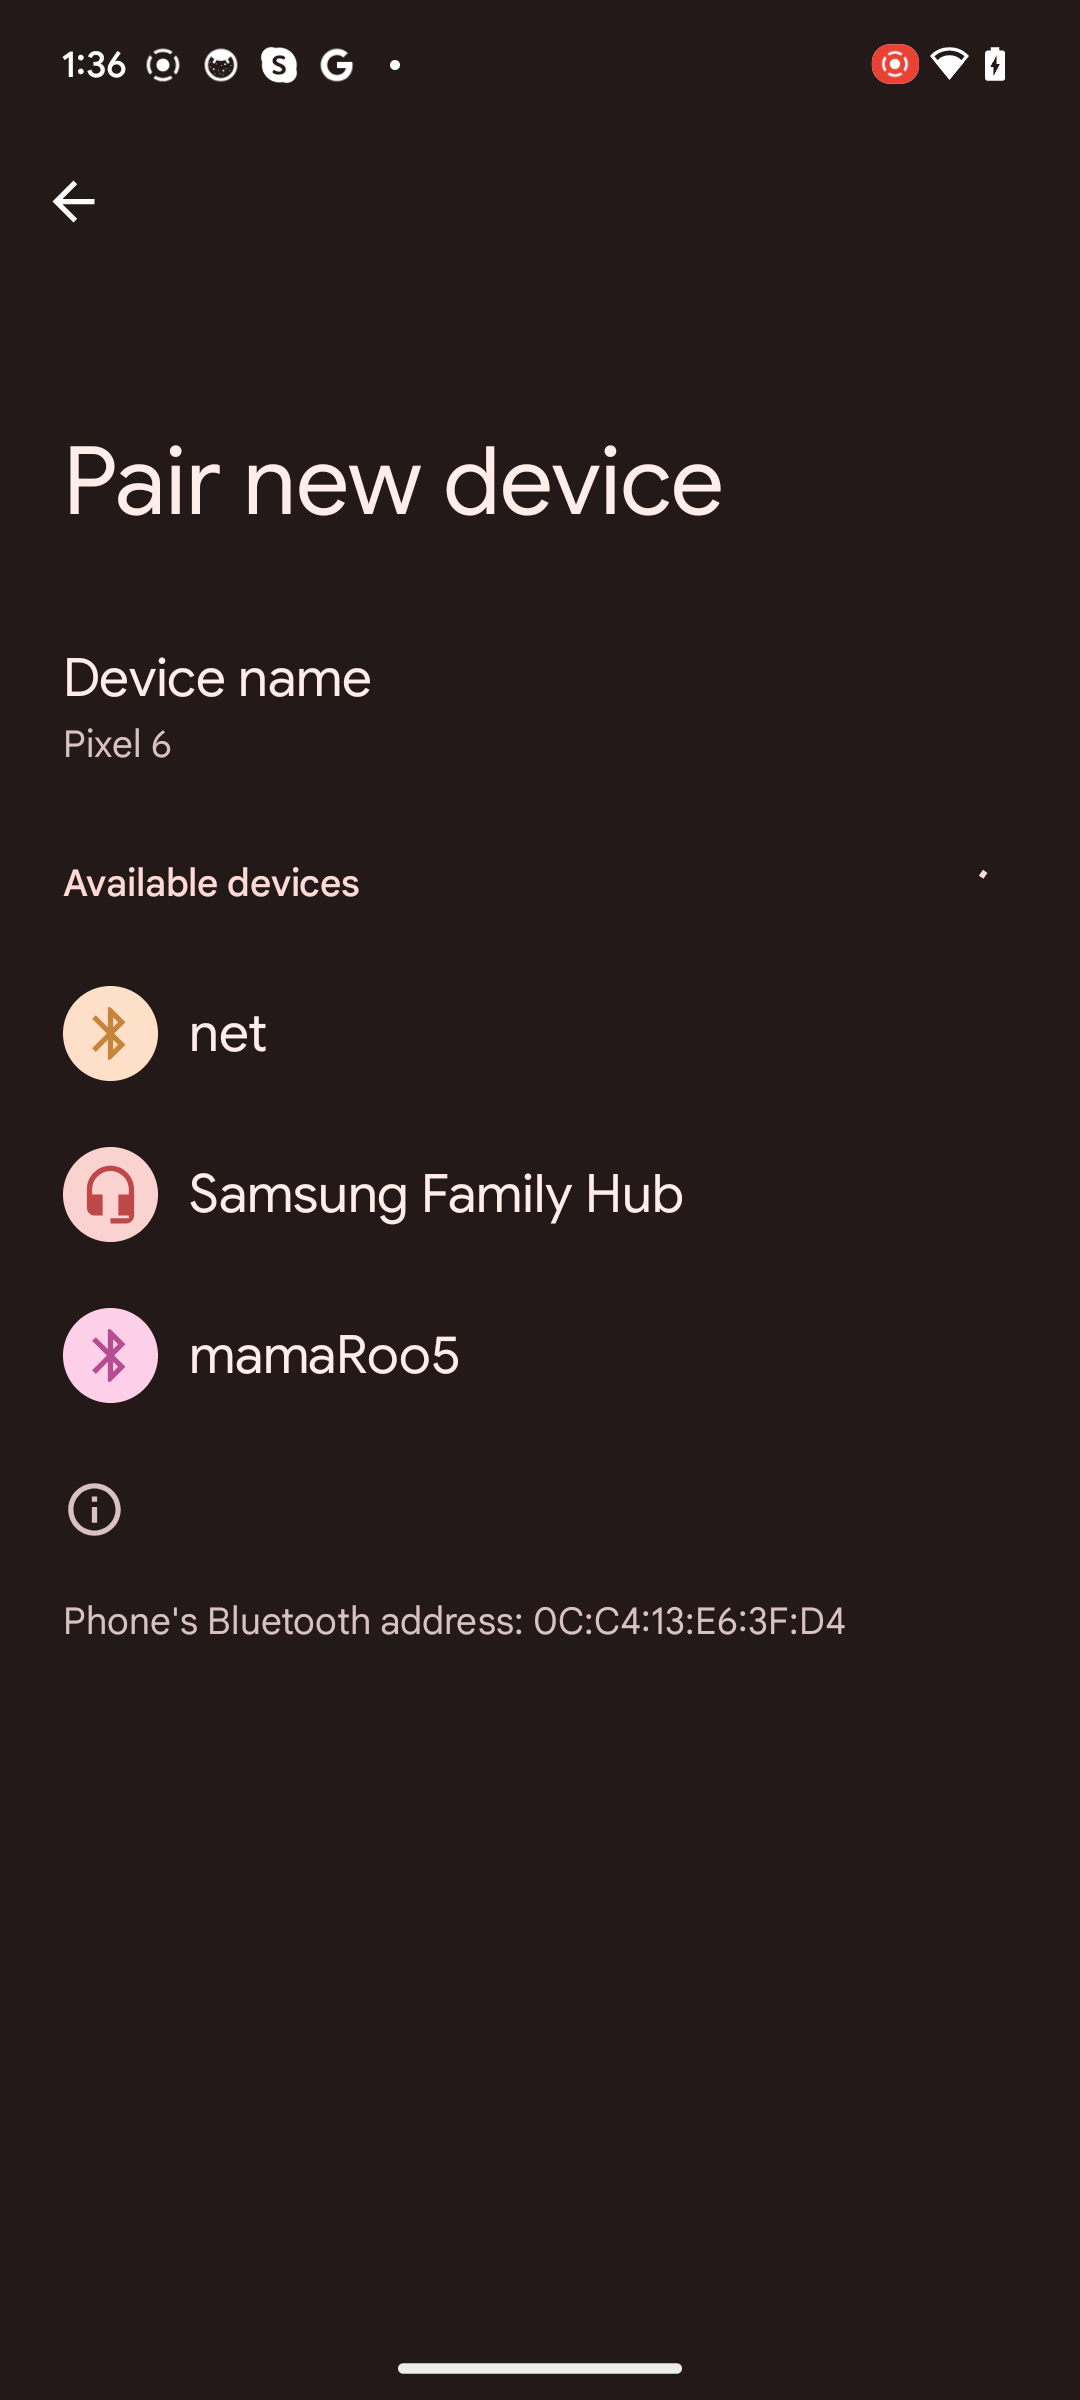 1:36
Pair new device
Device name
Pixel 6
Available devices
net
Samsung Family Hub
mamaRoo5
Phone's Bluetooth address: 0C:C4:13:E6:3F:D4